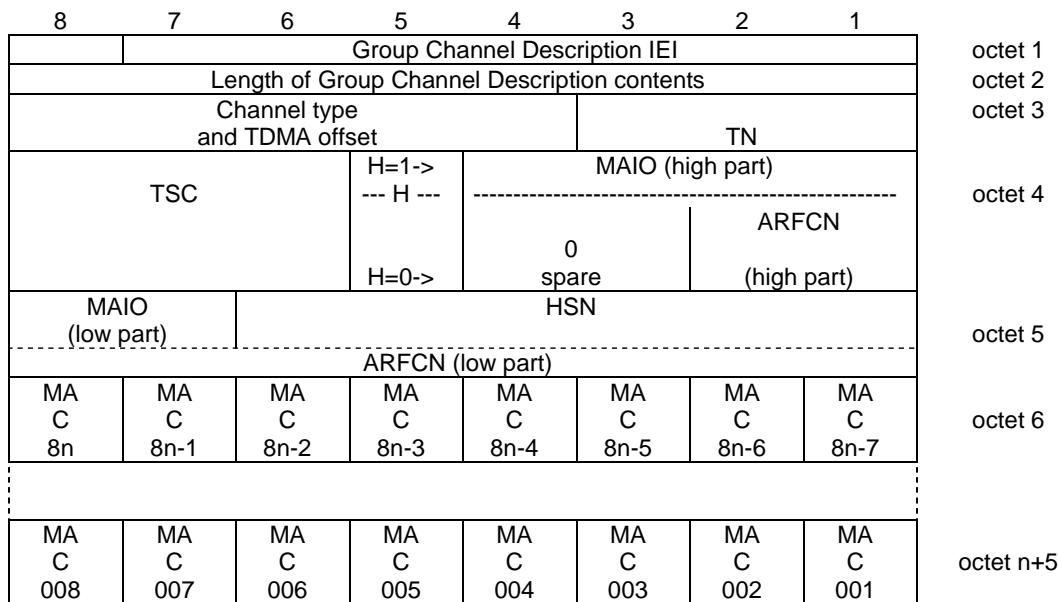 8 7 6 5 4 3 2 1
Group Channel Description IEI octet 1
Length of Group Channel Description contents octet 2
Channel type octet 3
and TDMA offset TN
H=1-> MAIO (high part)
TSC --- H --- ---------------------------------------------------- octet 4
ARFCN
0
H=0-> spare (high part)
MAIO HSN
(low part) octet 5
ARFCN (low part)
MA MA MA MA MA MA MA MA
C C C C C C C C octet 6
8n 8n-1 8n-2 8n-3 8n-4 8n-5 8n-6 8n-7
MA MA MA MA MA MA MA MA
C C C C C C C C octet n+5
008 007 006 005 004 003 002 001